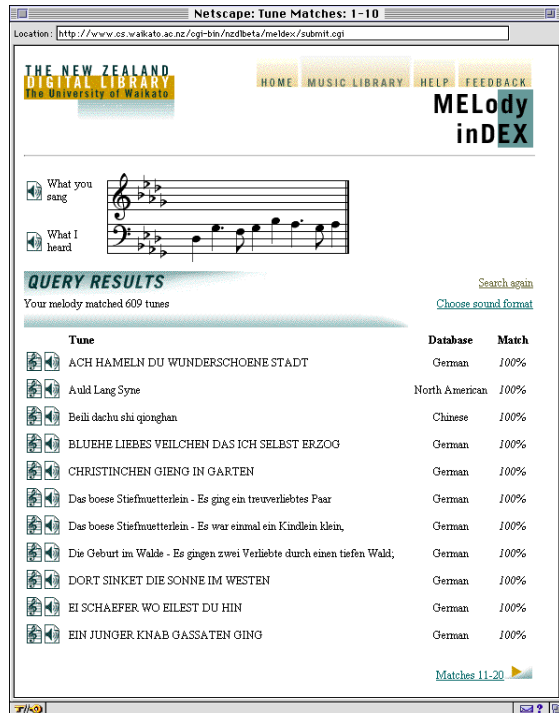 Netscape: Tune Matches: 1-10
Location: http://www.cs.waikato.ac.nz/cgi-bin/nzdlbeta/meldex/submit.cgi
THE NEW ZEALAND
DIGITAL LIBRARY
The University of Waikato
HOME MUSIC LIBRARY HELP FEEDBACK
MELody
inDEX
What you
sang
What I
heard
QUERY RESULTS
Search again
Your melody matched 609 tunes
Choose sound format
Tune Database Match
ACH HAMELN DU WUNDERSCHOENE STADT German 100%
Auld Lang Syne North American 100%
Beili dachu shi qionghan Chinese 100%
BLUEHE LIEBES VEILCHEN DAS ICH SELBST ERZOG German 100%
CHRISTINCHEN GIENG IN GARTEN German 100%
Das boese Stiefmuetterlein - Es ging ein treuverliebtes Paar German 100%
Das boese Stiefmuetterlein - Es war einmal ein Kindlein klein, German 100%
Die Geburt im Walde - Es gingen zwei Verliebte durch einen tiefen Wald; German 100%
DORT SINKET DIE SONNE IM WESTEN German 100%
EI SCHAEFER WO EILEST DU HIN German 100%
EIN JUNGER KNAB GASSATEN GING German 100%
Matches 11-20
?